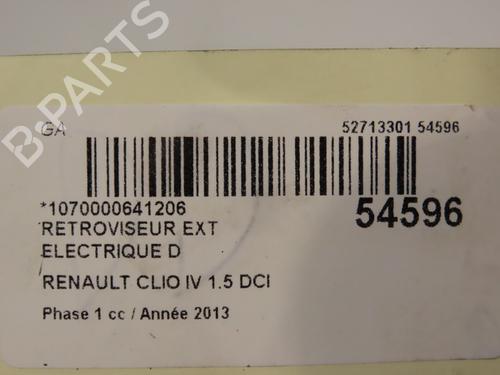 GA 52713301 54596
*1070000641206 54596
RETROVISEUR EXT
ELECTRIQUE D
RENAULT CLIO IV 1.5 DCI
Phase 1 cc / Année 2013
B-PARTS